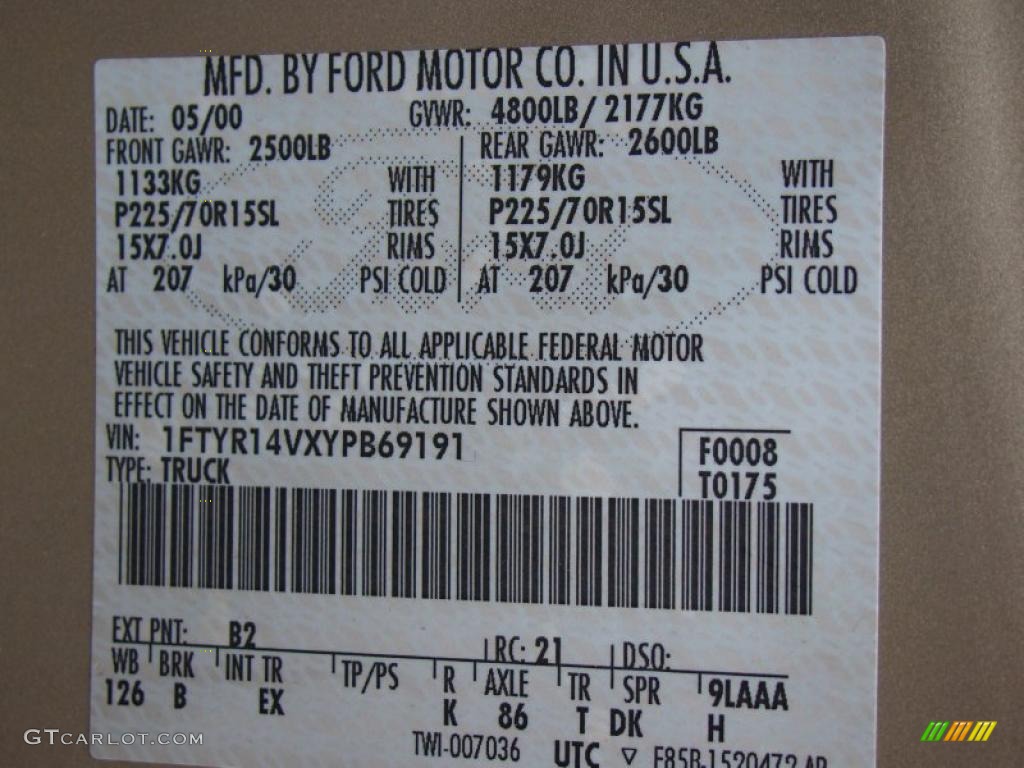 MFD. BY FORD MOTOR CO. IN U.S.A.
DATE: 05/00 GVWR: 4800LB/ 2177KG
FRONT GAWR: 2500LB REAR GAWR: 2600LB
1133KG WITH 1179KG WITH
P225/70R15SL TIRES P225/70R15SL TIRES
15X7.0J RIMS 15X7.0J RIMS
AT 207 kPa/30 PSI COLD AT 207 kPa/30 PSI COLD
THIS VEHICLE CONFORMS TO ALL APPLICABLE FEDERAL MOTOR
VEHICLE SAFETY AND THEFT PREVENTION STANDARDS IN
EFFECT ON THE DATE OF MANUFACTURE SHOWN ABOVE.
VIN: 1FTYR14VXYPB69191 F0008
TYPE: TRUCK T0175
EXT PNT: B2 RC: 21 DSO:
WB BRK INT TR TP/PS R AXLE TR SPR 9LAAA
126 B EX K 86 T DK H
TWI-007036 UTC ▽
GTCARLOT.COM